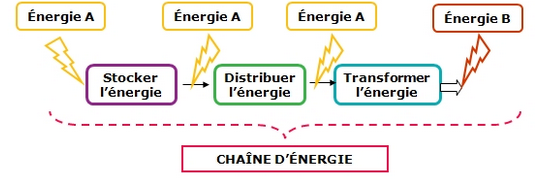 Énergie A
Énergie A
Énergie A
Énergie B
Stocker
l'énergie
Distribuer
l'énergie
Transformer
l'énergie
CHAÎNE D'ÉNERGIE